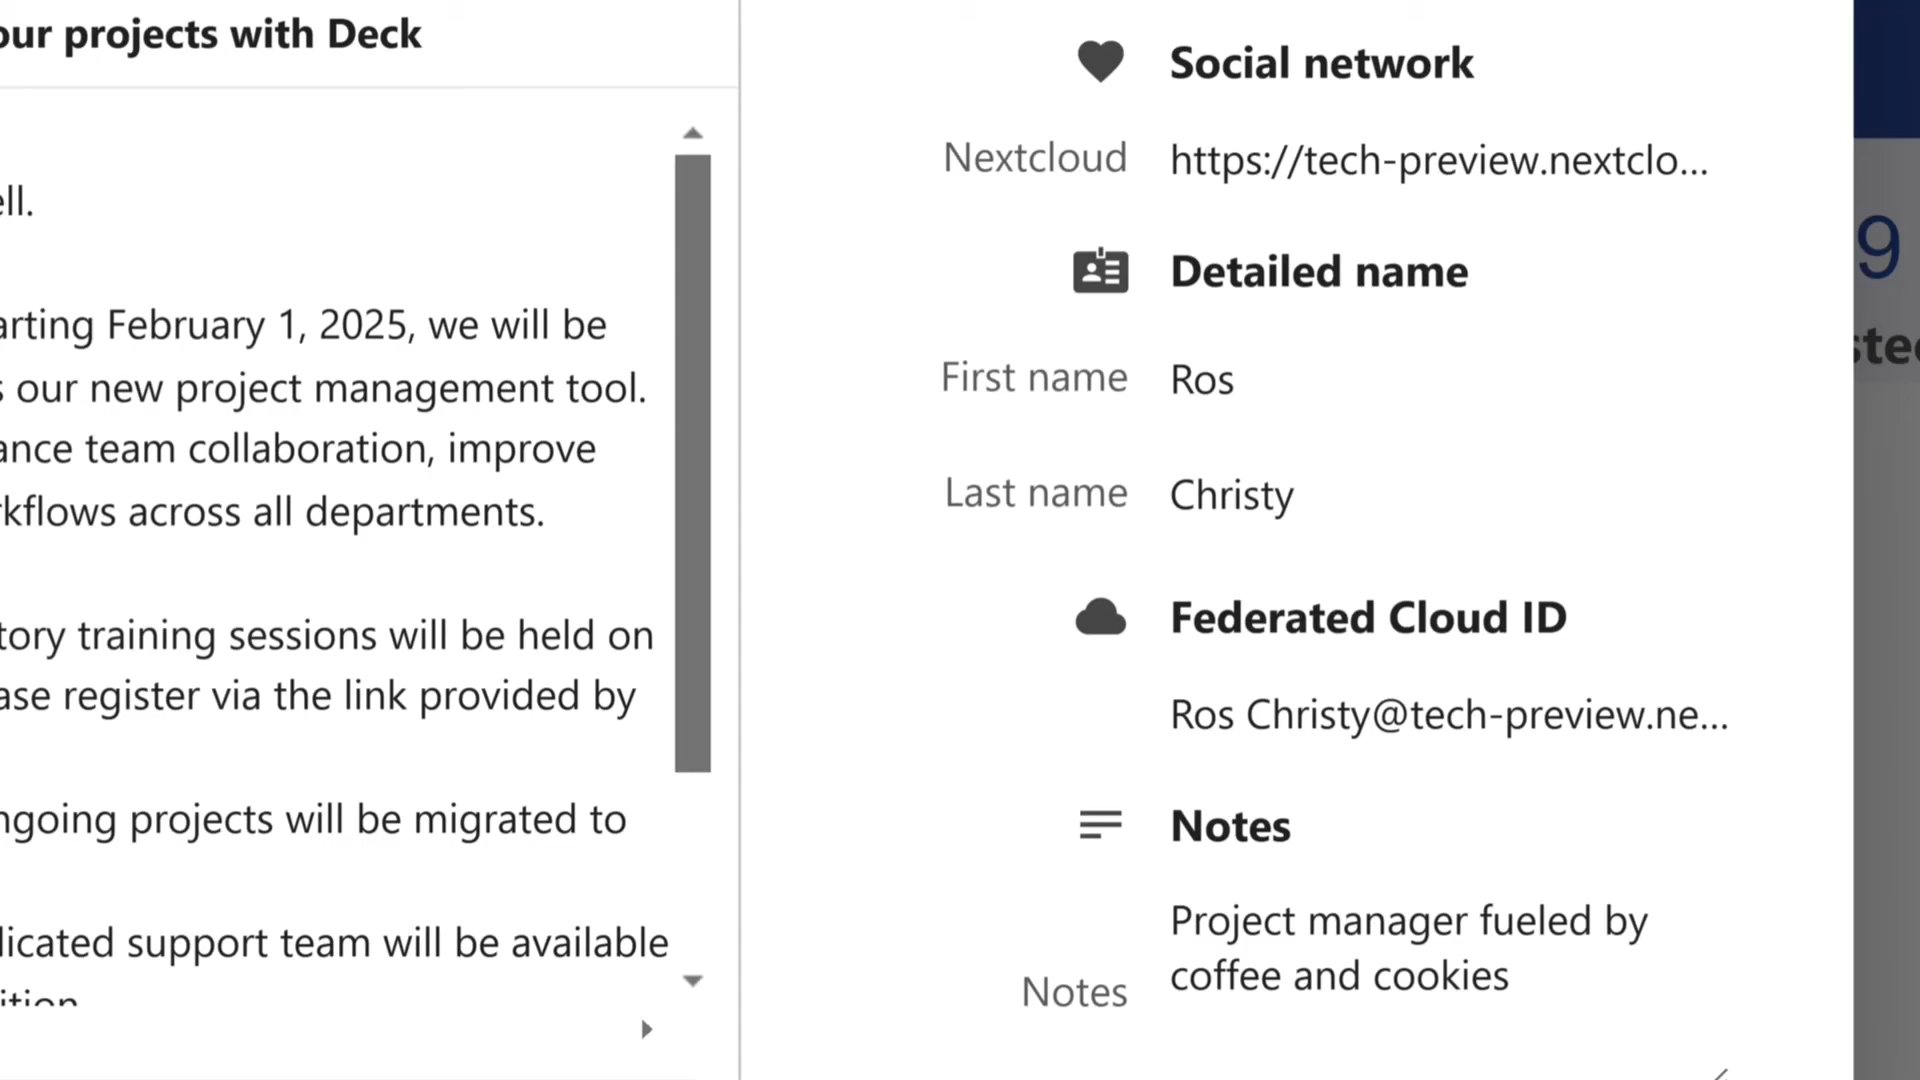 our projects with Deck
ell.
arting February 1, 2025, we will be
s our new project management tool.
ance team collaboration, improve
rkflows across all departments.
tory training sessions will be held on
ase register via the link provided by
ngoing projects will be migrated to
licated support team will be available
ition
Social network
Nextcloud https://tech-preview.nextclo...
Detailed name
First name Ros
Last name Christy
Federated Cloud ID
Ros Christy@tech-preview.ne...
Notes
Project manager fueled by
coffee and cookies
Notes
9
ste